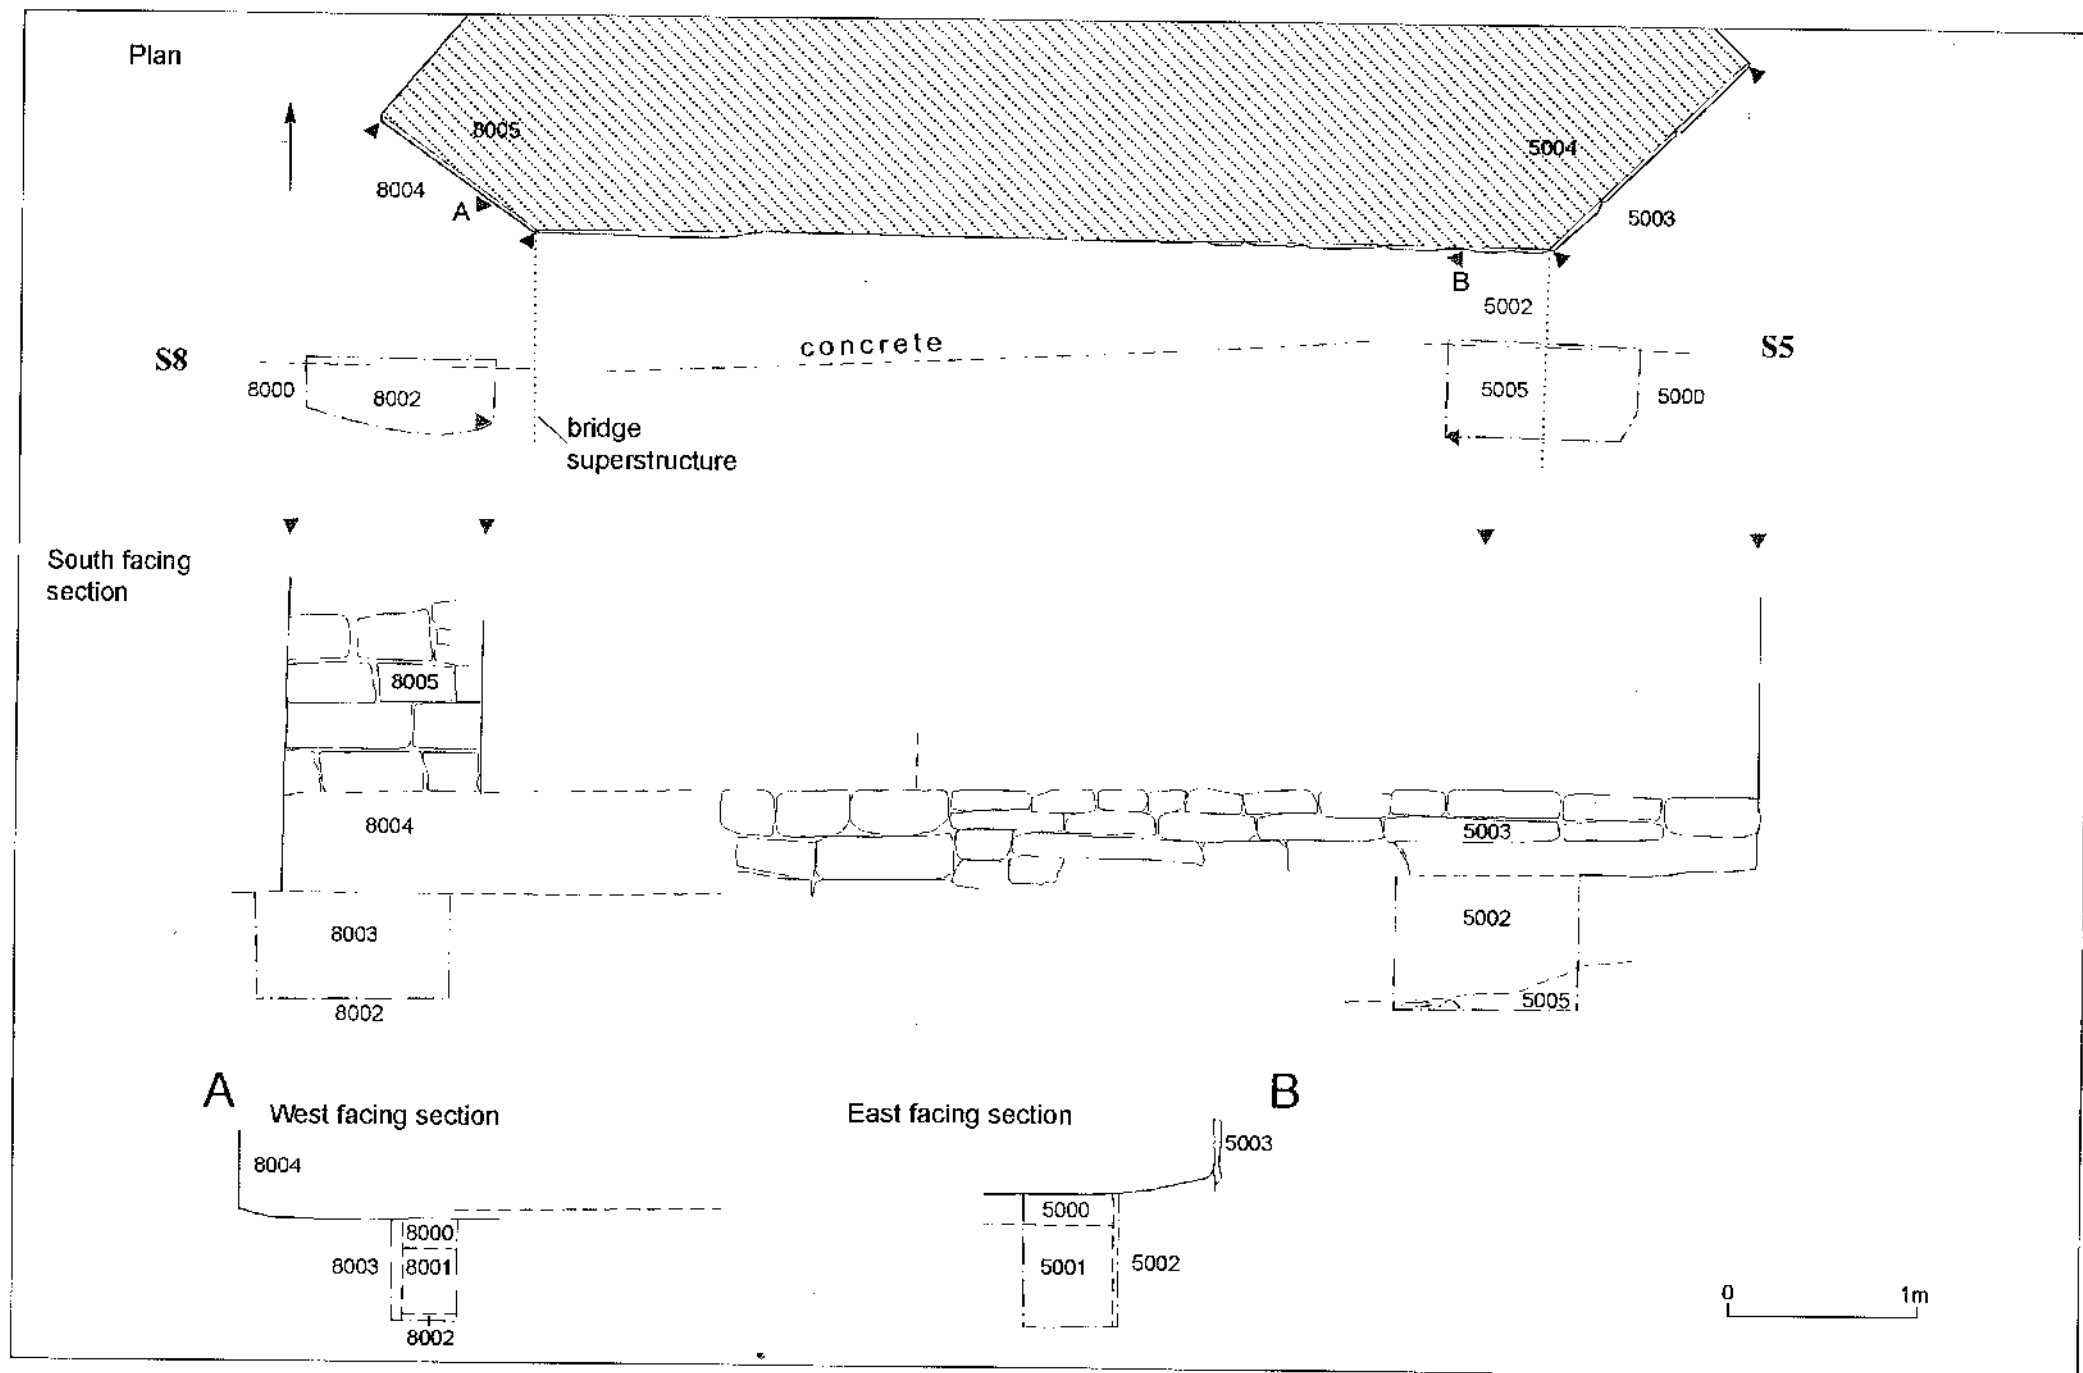 Plan
8005
5004
8004
A
5003
B
5002
concrete
S8
S5
8000
8002
5005
5000
bridge
superstructure
South facing
section
8005
8004
5003
8003
5002
8002
5005
A
B
West facing section
East facing section
8004
5003
8000
5000
8003
8001
5001
5002
8002
0
1m